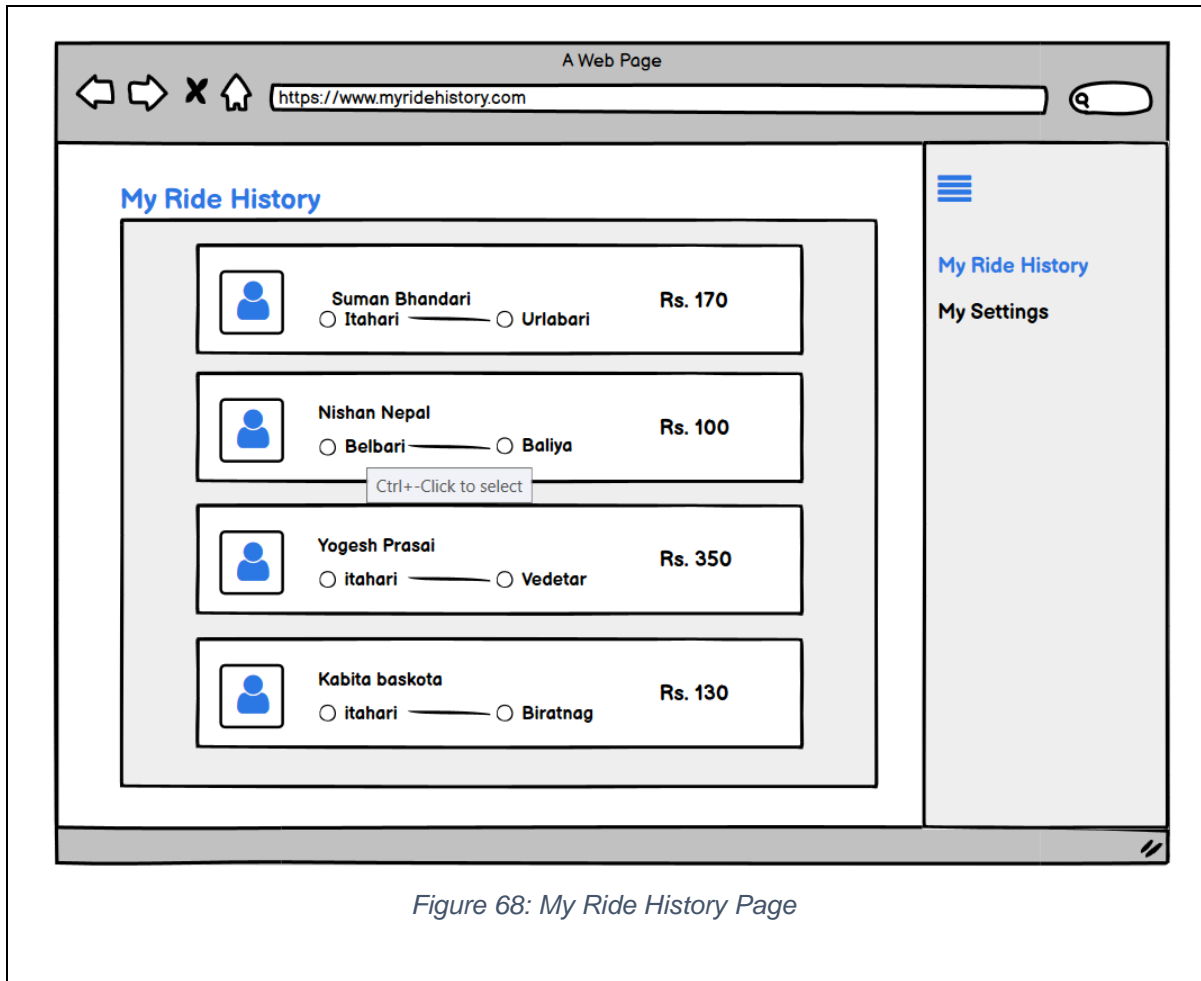 A Web Page
https://www.myridehistory.com
My Ride History
Suman Bhandari
Itahari Urlabari
Rs. 170
Nishan Nepal
Belbari Baliya
Rs. 100
Ctrl+-Click to select
Yogesh Prasai
itahari Vedetar
Rs. 350
Kabita baskota
itahari Biratnag
Rs. 130
My Ride History
My Settings
Figure 68: My Ride History Page